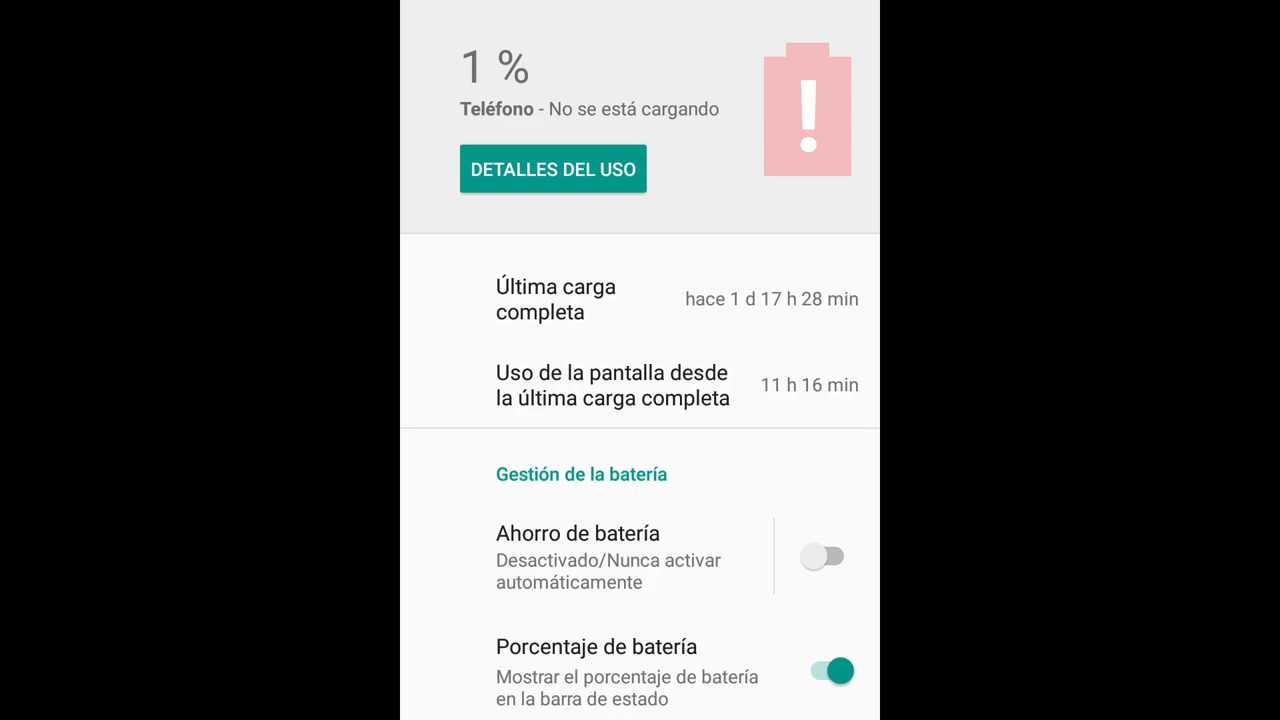 1 %
Teléfono - No se está cargando
DETALLES DEL USO
Última carga
completa
hace 1 d 17 h 28 min
Uso de la pantalla desde
la última carga completa
11 h 16 min
Gestión de la batería
Ahorro de batería
Desactivado/Nunca activar
automáticamente
Porcentaje de batería
Mostrar el porcentaje de batería
en la barra de estado